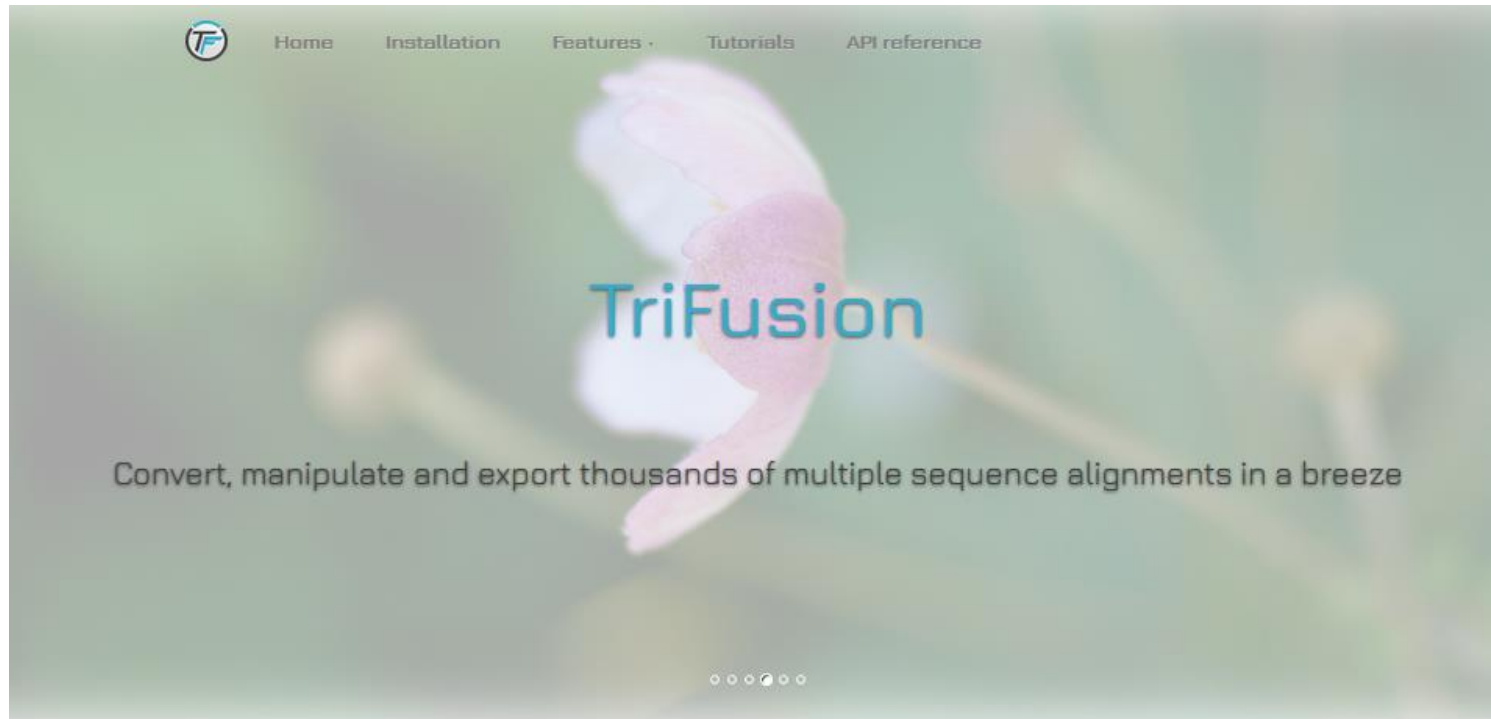 TF Home Installation Features Tutorials API reference
TriFusion
Convert, manipulate and export thousands of multiple sequence alignments in a breeze